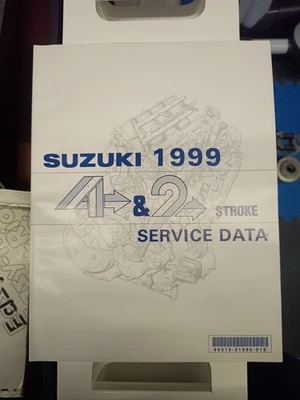 SUZUKI 1999
4 & 2 STROKE
SERVICE DATA